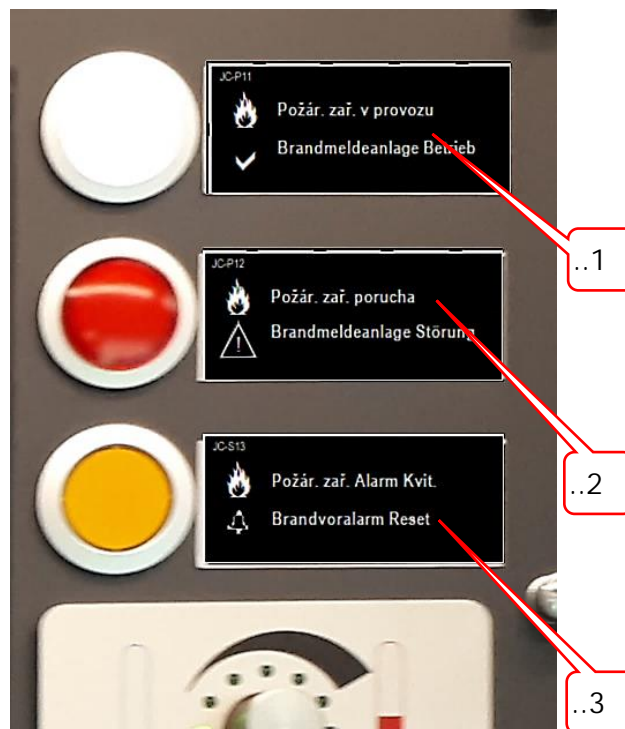 JC-P11
Požár. zař. v provozu
Brandmeldeanlage Betrieb
..1
JC-P12
Požár. zař. porucha
Brandmeldeanlage Störung
..2
JC-S13
Požár. zař. Alarm Kvit.
Brandvoralarm Reset
..3